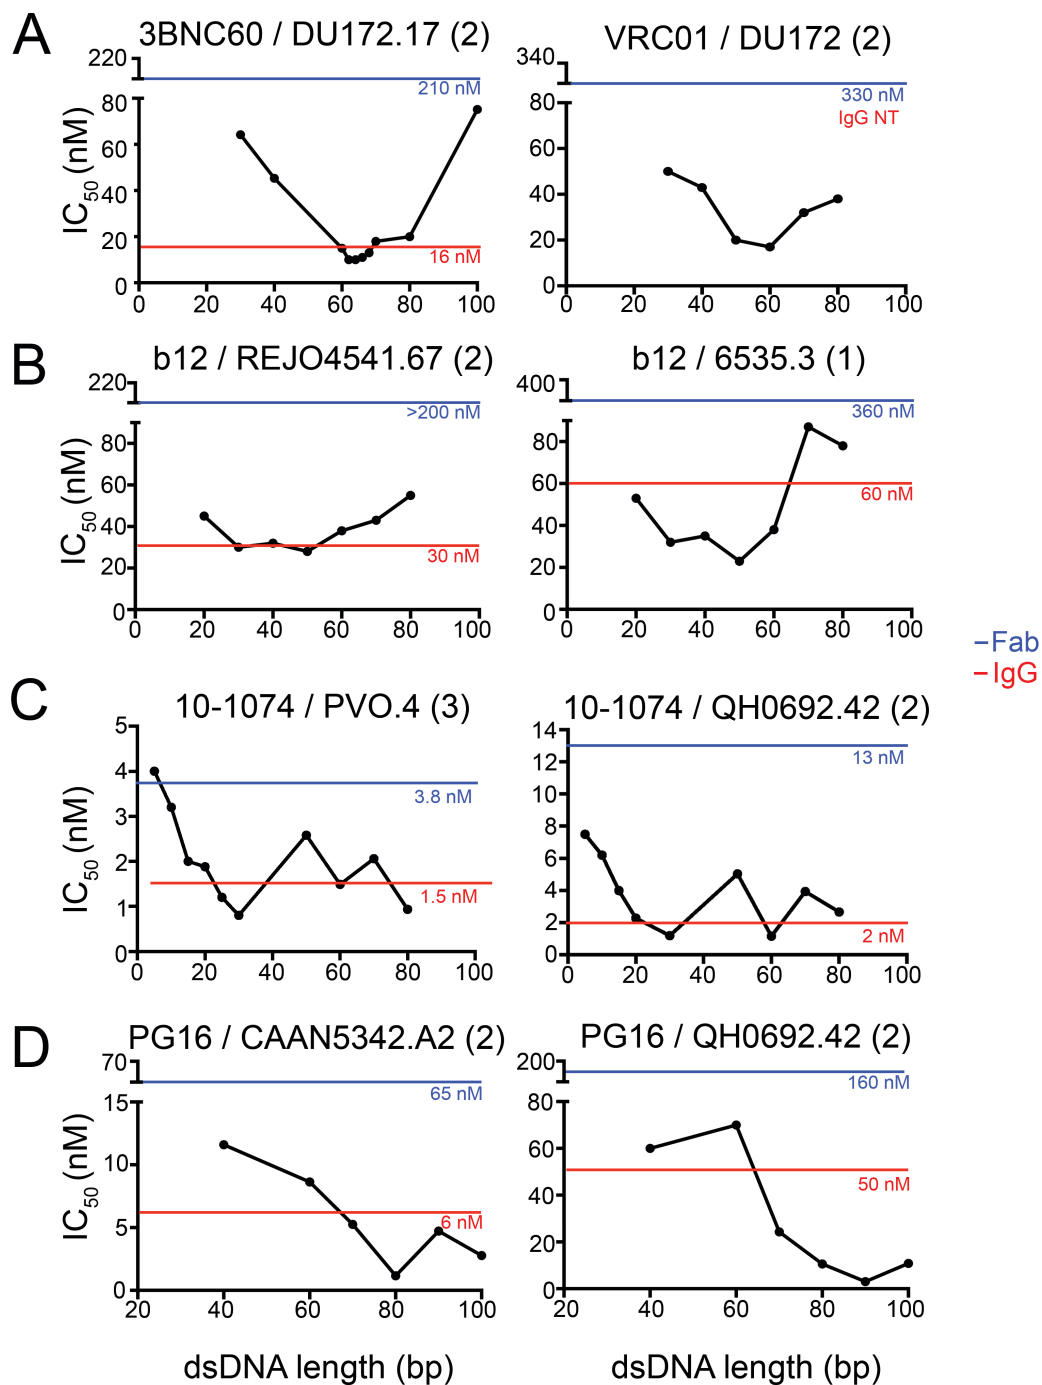 A
3BNC60 / DU172.17 (2)
VRC01 / DU172 (2)
220
210 nM
80
60
40
20
0
IC50 (nM)
16 nM
0 20 40 60 80 100
340
330 nM
IgG NT
80
60
40
20
0
0 20 40 60 80 100
B
b12 / REJO4541.67 (2)
b12 / 6535.3 (1)
220
>200 nM
80
60
40
20
0
IC50 (nM)
30 nM
0 20 40 60 80 100
400
360 nM
80
60
40
20
0
60 nM
0 20 40 60 80 100
Fab
IgG
C
10-1074 / PVO.4 (3)
10-1074 / QH0692.42 (2)
5
4
3
2
1
0
IC50 (nM)
3.8 nM
1.5 nM
0 20 40 60 80 100
14
12
10
8
6
4
2
0
13 nM
2 nM
0 20 40 60 80 100
D
PG16 / CAAN5342.A2 (2)
PG16 / QH0692.42 (2)
70
65 nM
15
10
5
0
IC50 (nM)
6 nM
20 40 60 80 100
dsDNA length (bp)
200
160 nM
80
60
40
20
0
50 nM
20 40 60 80 100
dsDNA length (bp)